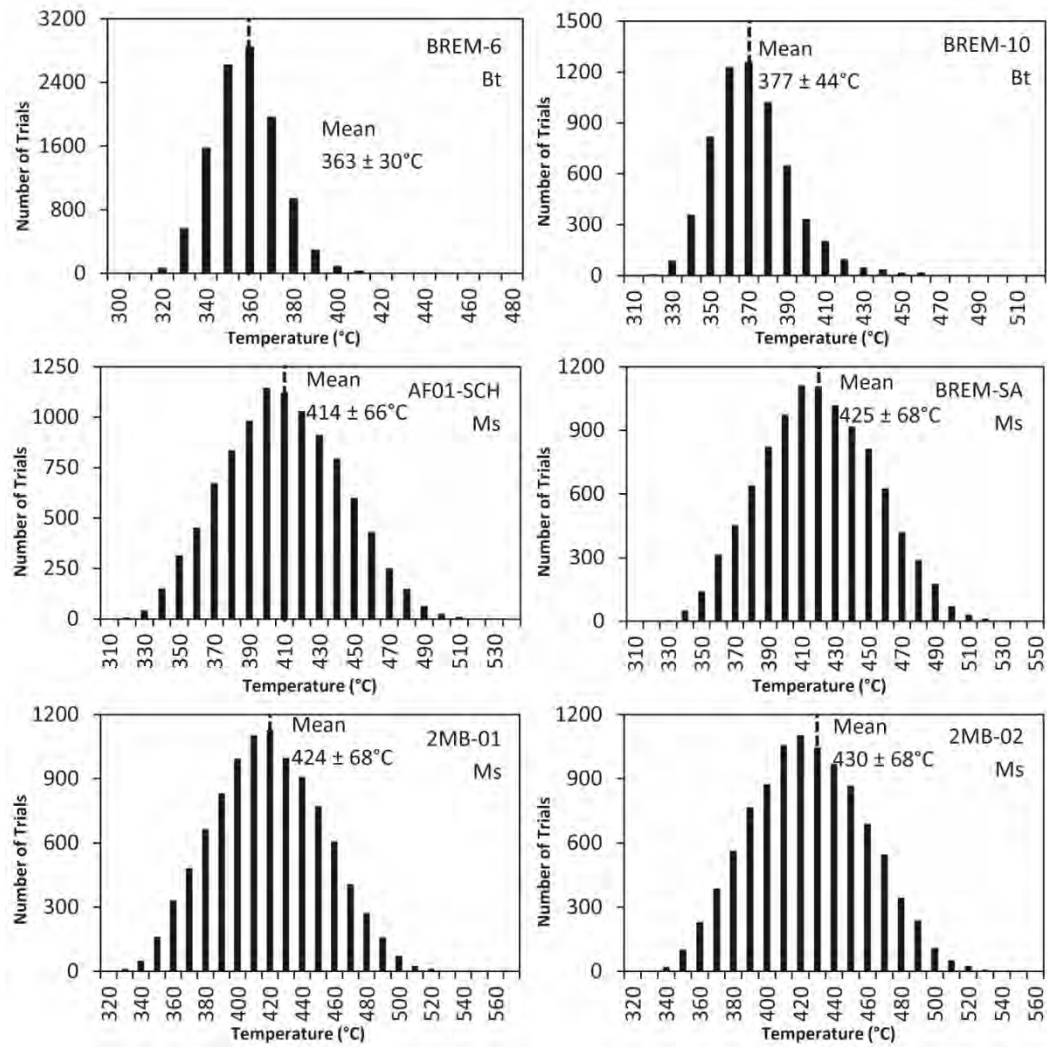 3200
2400
1600
800
0
Number of Trials
BREM-6
Bt
Mean
363 ± 30°C
300
320
340
360
380
400
420
440
460
480
Temperature (°C)
1500
1200
900
600
300
0
Number of Trials
Mean
377 ± 44°C
BREM-10
Bt
310
330
350
370
390
410
430
450
470
490
510
Temperature (°C)
1250
1000
750
500
250
0
Number of Trials
Mean
414 ± 66°C
AF01-SCH
Ms
310
330
350
370
390
410
430
450
470
490
510
530
Temperature (°C)
1200
900
600
300
0
Number of Trials
Mean
425 ± 68°C
BREM-SA
Ms
310
330
350
370
390
410
430
450
470
490
510
530
550
Temperature (°C)
1200
900
600
300
0
Number of Trials
Mean
424 ± 68°C
2MB-01
Ms
320
340
360
380
400
420
440
460
480
500
520
540
560
Temperature (°C)
1200
900
600
300
0
Number of Trials
Mean
430 ± 68°C
2MB-02
Ms
320
340
360
380
400
420
440
460
480
500
520
540
560
Temperature (°C)